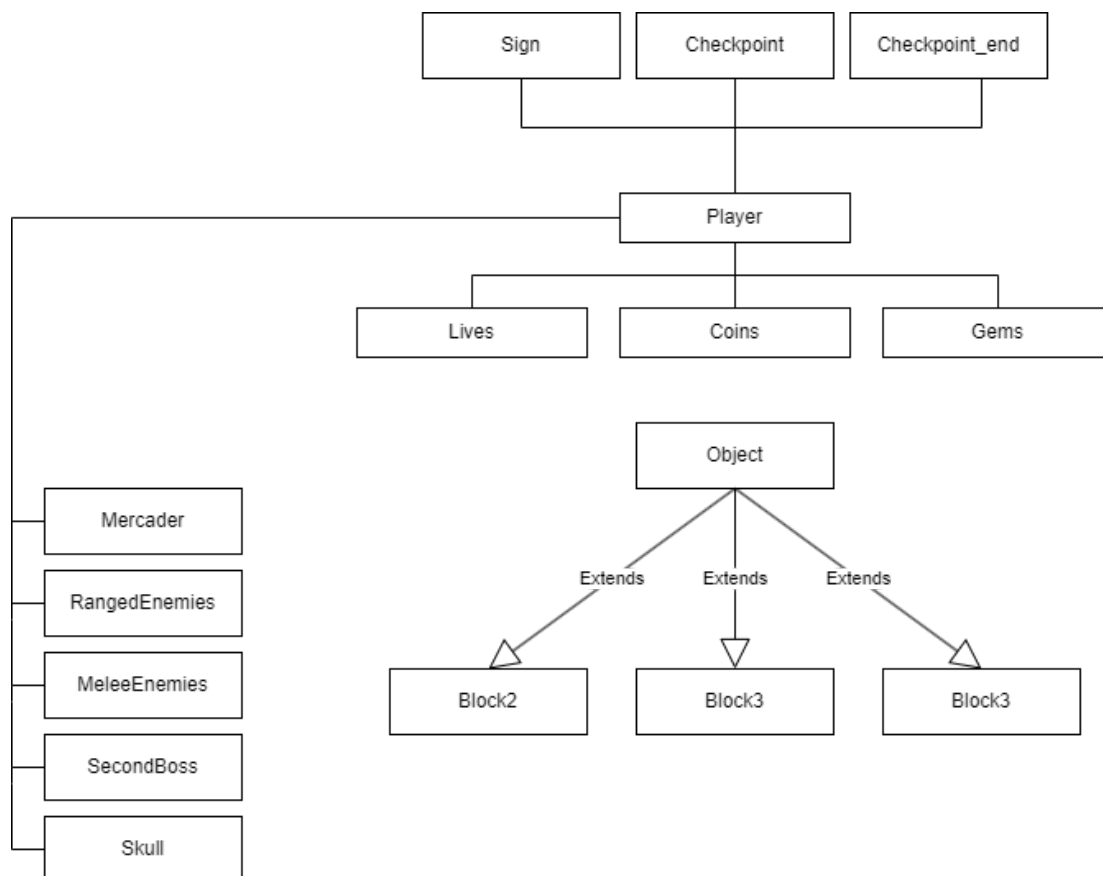 Sign
Checkpoint
Checkpoint_end
Player
Lives
Coins
Gems
Object
Mercader
RangedEnemies
MeleeEnemies
SecondBoss
Skull
Extends
Extends
Extends
Block2
Block3
Block3